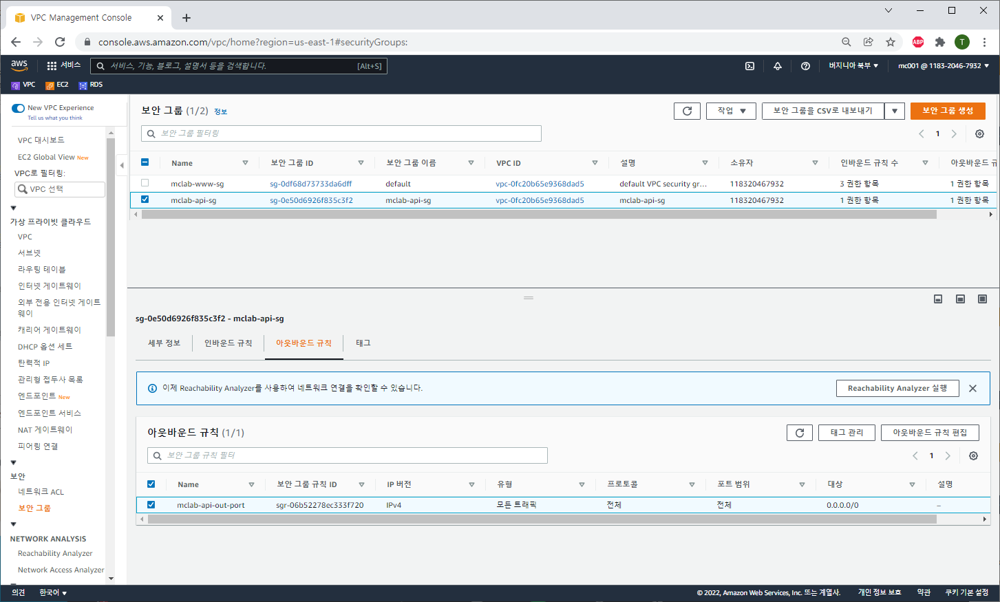 VPC Management Console
console.aws.amazon.com/vpc/home?region=us-east-1#securityGroups:
ABP
T
aws
서비스
서비스, 기능, 블로그, 설명서 등을 검색합니다.
[Alt+S]
버지니아 북부
mc001 @ 1183-2046-7932
VPC
EC2
RDS
New VPC Experience
Tell us what you think
VPC 대시보드
EC2 Global View New
VPC로 필터링:
VPC 선택
가상 프라이빗 클라우드
VPC
서브넷
라우팅 테이블
인터넷 게이트웨이
외부 전용 인터넷 게이트
웨이
캐리어 게이트웨이
DHCP 옵션 세트
탄력적 IP
관리형 접두사 목록
엔드포인트 New
엔드포인트 서비스
NAT 게이트웨이
피어링 연결
보안
네트워크 ACL
보안 그룹
NETWORK ANALYSIS
Reachability Analyzer
Network Access Analyzer
보안 그룹 (1/2) 정보
작업
보안 그룹을 CSV로 내보내기
보안 그룹 생성
보안 그룹 필터링
1
Name 보안 그룹 ID 보안 그룹 이름 VPC ID 설명 소유자 인바운드 규칙 수 아웃바운드 규
mclab-www-sg sg-0df68d73733da6dff default vpc-0fc20b65e9368dad5 default VPC security gr... 118320467932 3 권한 항목 1 권한 항목
mclab-api-sg sg-0e50d6926f835c3f2 mclab-api-sg vpc-0fc20b65e9368dad5 mclab-api-sg 118320467932 1 권한 항목 1 권한 항목
sg-0e50d6926f835c3f2 - mclab-api-sg
세부 정보 인바운드 규칙 아웃바운드 규칙 태그
이제 Reachability Analyzer를 사용하여 네트워크 연결을 확인할 수 있습니다.
Reachability Analyzer 실행
아웃바운드 규칙 (1/1)
태그 관리
아웃바운드 규칙 편집
보안 그룹 규칙 필터
1
Name 보안 그룹 규칙 ID IP 버전 유형 프로토콜 포트 범위 대상 설명
mclab-api-out-port sgr-06b52278ec333f720 IPv4 모든 트래픽 전체 전체 0.0.0.0/0 –
의견 한국어
© 2022, Amazon Web Services, Inc. 또는 계열사. 개인 정보 보호 약관 쿠키 기본 설정